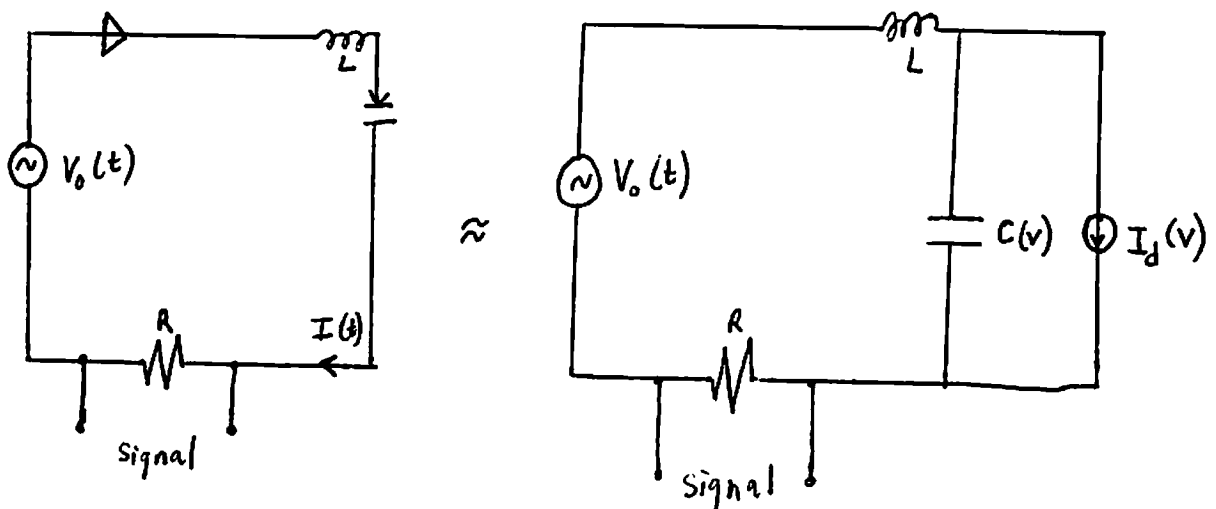 L
V₀(t)
R
I(t)
Signal
≈
L
V₀(t)
C(v)
I_d(v)
R
Signal